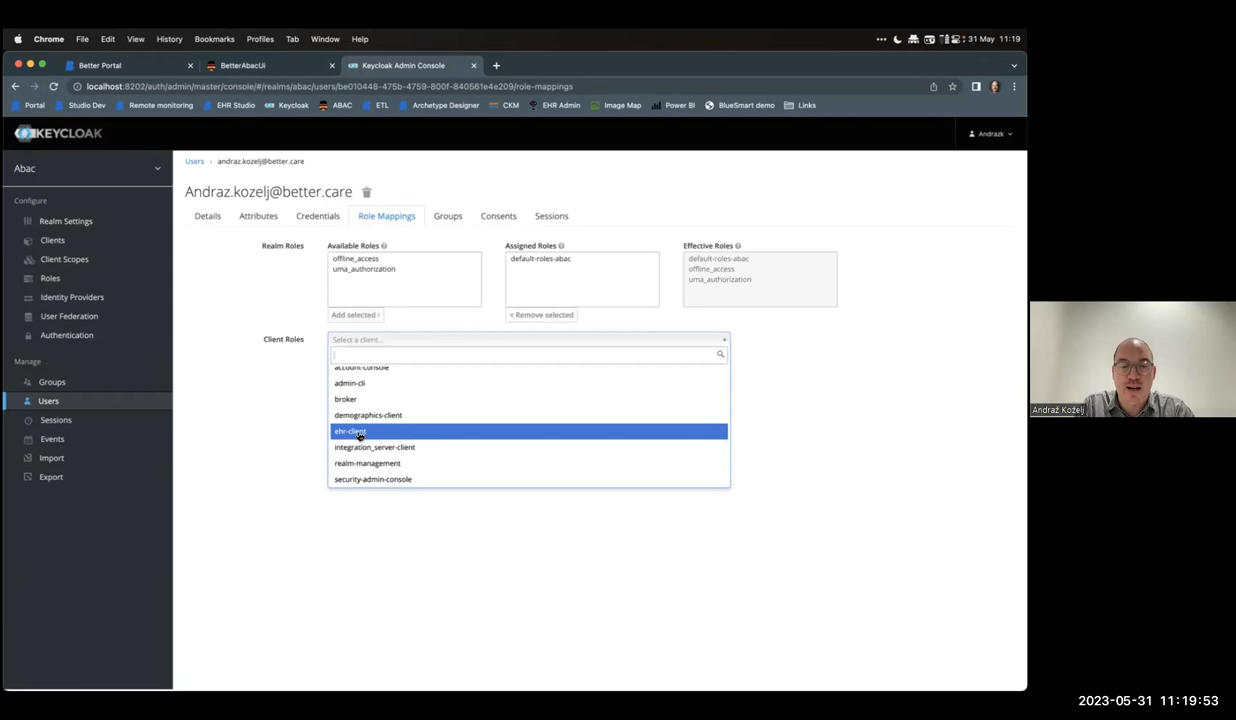 Chrome File Edit View History Bookmarks Profiles Tab Window Help
31 May 11:19
Better Portal
BetterAbacUi
Keycloak Admin Console
localhost:8202/auth/admin/master/console/#/realms/abac/users/be010448-475b-4759-800f-840561e4e209/role-mappings
Portal Studio Dev Remote monitoring EHR Studio Keycloak ABAC ETL Archetype Designer CKM EHR Admin Image Map Power BI BlueSmart demo Links
KEYCLOAK
Andrazk
Abac
Configure
Realm Settings
Clients
Client Scopes
Roles
Identity Providers
User Federation
Authentication
Manage
Groups
Users
Sessions
Events
Import
Export
Users > andraz.kozelj@better.care
Andraz.kozelj@better.care
Details Attributes Credentials Role Mappings Groups Consents Sessions
Realm Roles
Available Roles
offline_access
uma_authorization
Add selected
Assigned Roles
default-roles-abac
« Remove selected
Effective Roles
default-roles-abac
offline_access
uma_authorization
Client Roles
Select a client...
account-console
admin-cli
broker
demographics-client
ehr-client
integration_server-client
realm-management
security-admin-console
Andraž Koželj
2023-05-31 11:19:53